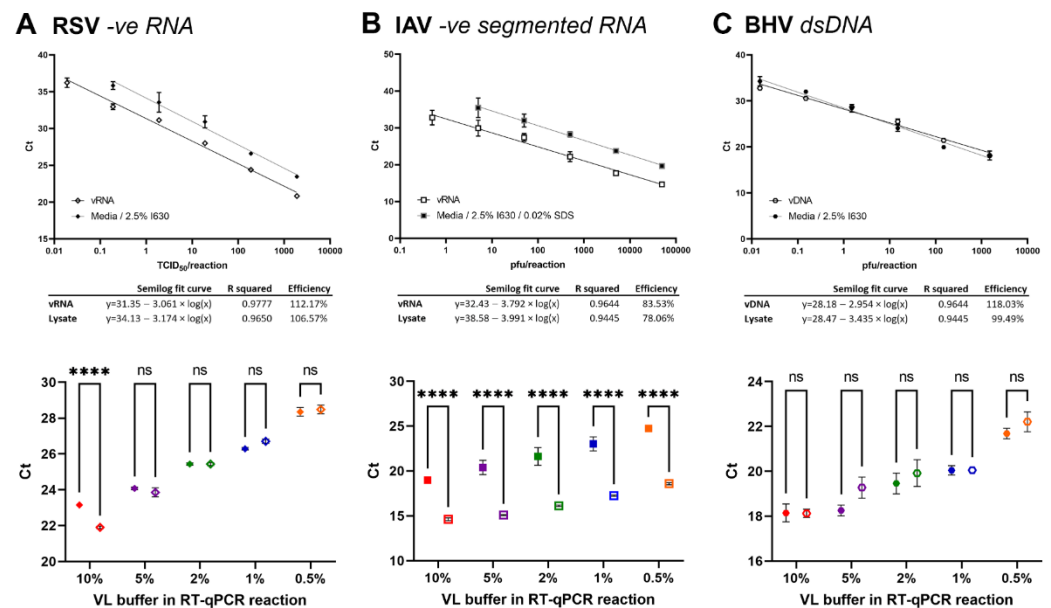 A RSV -ve RNA
40
35
30
25
20
15
Ct
vRNA
Media / 2.5% I630
0.01 0.1 1 10 100 1000 10000
TCID50/reaction
Semilog fit curve R squared Efficiency
vRNA y=31.35 – 3.061 × log(x) 0.9777 112.17%
Lysate y=34.13 – 3.174 × log(x) 0.9650 106.57%
B IAV -ve segmented RNA
50
40
30
20
10
0
Ct
vRNA
Media / 2.5% I630 / 0.02% SDS
0.1 1 10 100 1000 10000 100000
pfu/reaction
Semilog fit curve R squared Efficiency
vRNA y=32.43 – 3.792 × log(x) 0.9644 83.53%
Lysate y=38.58 – 3.991 × log(x) 0.9445 78.06%
C BHV dsDNA
40
30
20
10
0
Ct
vDNA
Media / 2.5% I630
0.1 1 10 100 1000 10000
pfu/reaction
Semilog fit curve R squared Efficiency
vDNA y=28.18 – 2.954 × log(x) 0.9644 118.03%
Lysate y=28.47 – 3.435 × log(x) 0.9445 99.49%
**** ns ns ns ns
30
28
26
24
22
20
Ct
10% 5% 2% 1% 0.5%
VL buffer in RT-qPCR reaction
**** **** **** **** ****
30
25
20
15
10
Ct
10% 5% 2% 1% 0.5%
VL buffer in RT-qPCR reaction
ns ns ns ns ns
24
22
20
18
16
Ct
10% 5% 2% 1% 0.5%
VL buffer in RT-qPCR reaction